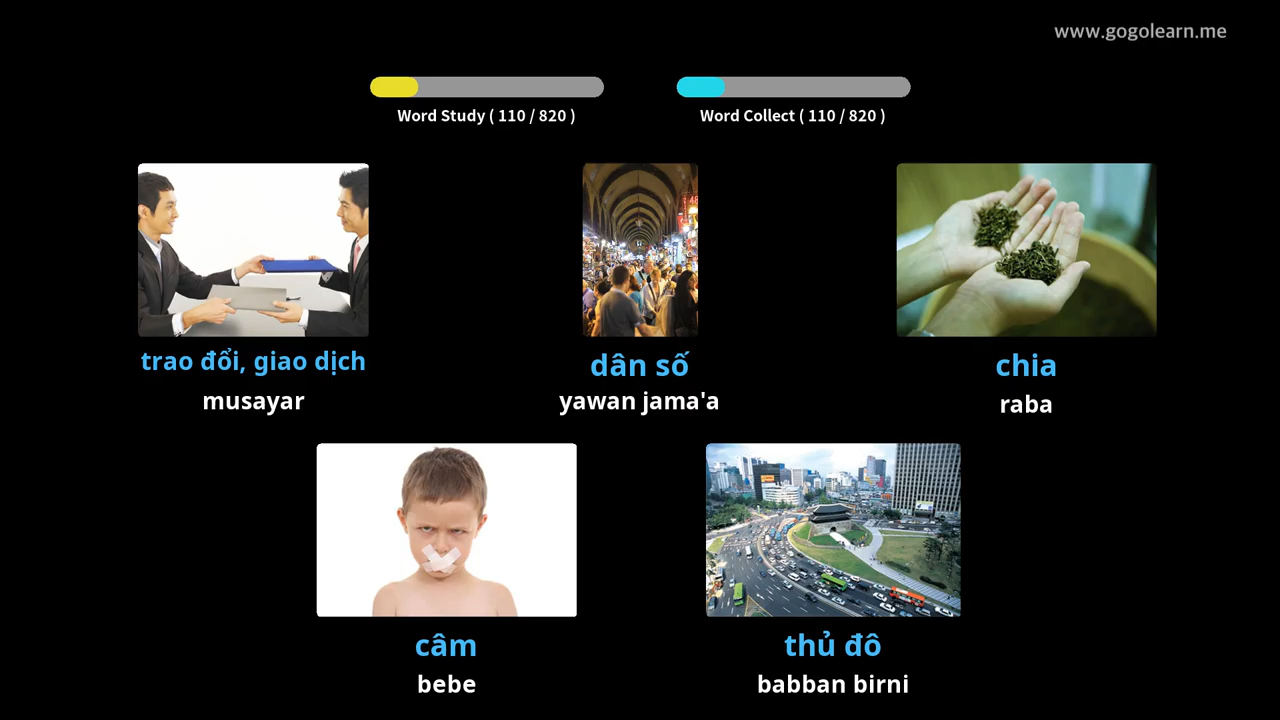 www.gogolearn.me
Word Study ( 110 / 820 )
Word Collect ( 110 / 820 )
trao đổi, giao dịch
musayar
dân số
yawan jama'a
chia
raba
câm
bebe
thủ đô
babban birni